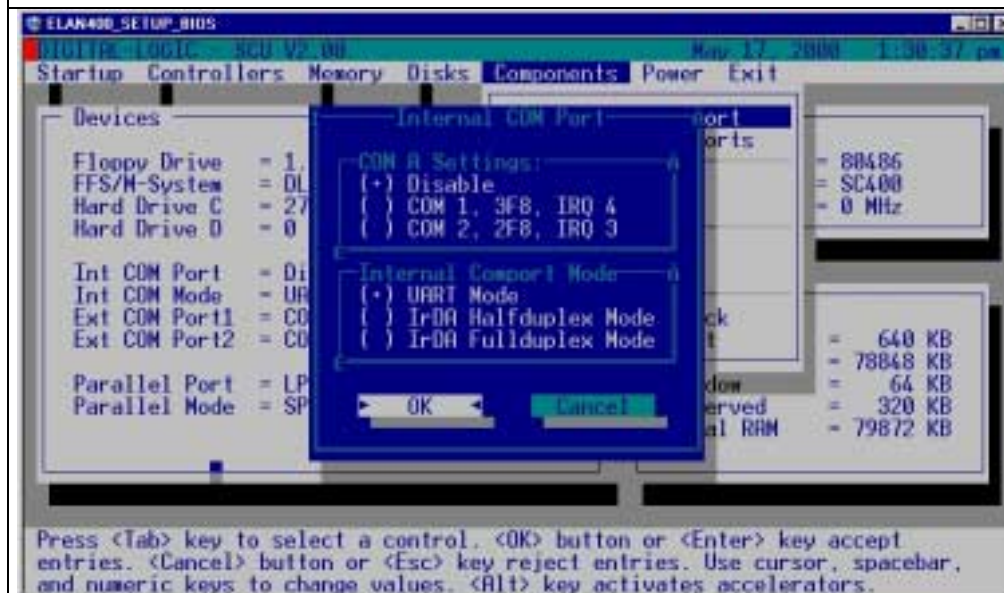 ELAN400_SETUP_BIOS
DIGITAL-LOGIC - SCU V2.00 May 17, 2000 1:30:37 pm
Startup Controllers Memory Disks Components Power Exit
Devices
Floppy Drive = 1.
FFS/M-System = DL
Hard Drive C = 27
Hard Drive D = 0
Int COM Port = Di
Int COM Mode = UA
Ext COM Port1 = CO
Ext COM Port2 = CO
Parallel Port = LP
Parallel Mode = SP
Internal COM Port
COM A Settings:
(•) Disable
( ) COM 1, 3F8, IRQ 4
( ) COM 2, 2F8, IRQ 3
Internal Comport Mode
(•) UART Mode
( ) IrDA Halfduplex Mode
( ) IrDA Fullduplex Mode
OK Cancel
ort
orts
= 80486
= SC400
= 0 MHz
ck
t = 640 KB
= 78848 KB
dow = 64 KB
erved = 320 KB
al RAM = 79872 KB
Press <Tab> key to select a control. <OK> button or <Enter> key accept
entries. <Cancel> button or <Esc> key reject entries. Use cursor, spacebar,
and numeric keys to change values. <Alt> key activates accelerators.